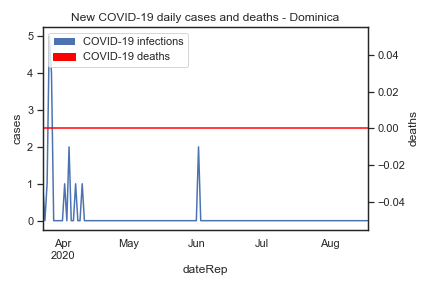 New COVID-19 daily cases and deaths - Dominica
COVID-19 infections
COVID-19 deaths
cases
5
4
3
2
1
0
0.04
0.02
0.00
−0.02
−0.04
deaths
Apr
2020
May
Jun
Jul
Aug
dateRep